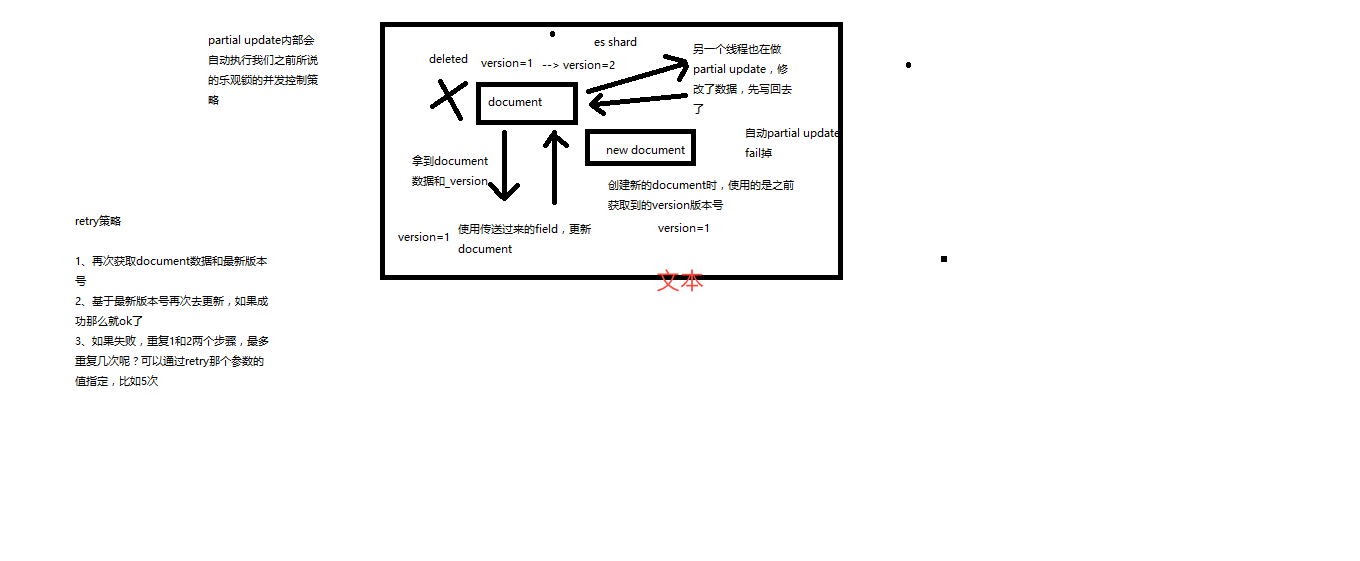 partial update内部会
自动执行我们之前所说
的乐观锁的并发控制策
略
retry策略
1、再次获取document数据和最新版本
号
2、基于最新版本号再次去更新，如果成
功那么就ok了
3、如果失败，重复1和2两个步骤，最多
重复几次呢？可以通过retry那个参数的
值指定，比如5次
es shard
deleted
version=1
--> version=2
document
另一个线程也在做
partial update，修
改了数据，先写回去
了
自动partial update
fail掉
new document
拿到document
数据和_version
创建新的document时，使用的是之前
获取到的version版本号
version=1
version=1
使用传送过来的field，更新
document
文本